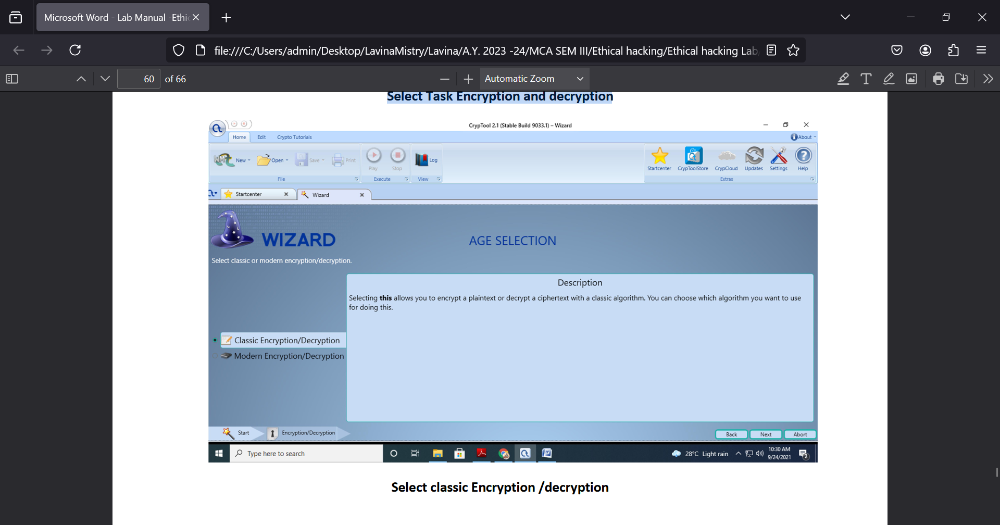 Microsoft Word - Lab Manual -Ethi
file:///C:/Users/admin/Desktop/LavinaMistry/Lavina/A.Y. 2023 -24/MCA SEM III/Ethical hacking/Ethical hacking Lab
60 of 66
Automatic Zoom
Select Task Encryption and decryption
CrypTool 2.1 (Stable Build 9033.1) – Wizard
Home Edit Crypto Tutorials About
New Open Save Print Play Stop Log Startcenter CrypToolStore CrypCloud Updates Settings Help
File Execute View Extras
Startcenter Wizard
WIZARD
AGE SELECTION
Select classic or modern encryption/decryption.
Description
Selecting this allows you to encrypt a plaintext or decrypt a ciphertext with a classic algorithm. You can choose which algorithm you want to use
for doing this.
Classic Encryption/Decryption
Modern Encryption/Decryption
Start Encryption/Decryption Back Next Abort
Type here to search 28°C Light rain 10:30 AM
9/24/2021 2
Select classic Encryption /decryption